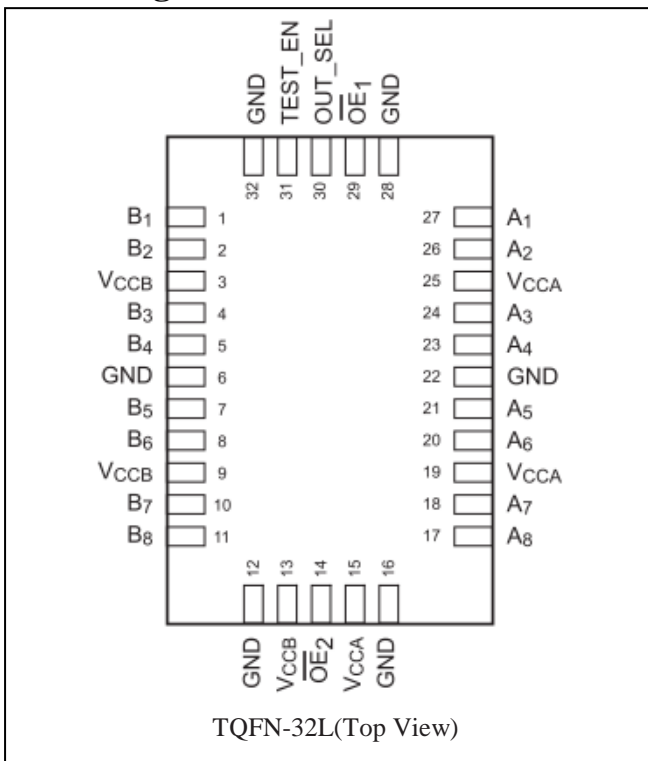 GND TEST_EN OUT_SEL OE1 GND
32 31 30 29 28
B1 1 27 A1
B2 2 26 A2
VCCB 3 25 VCCA
B3 4 24 A3
B4 5 23 A4
GND 6 22 GND
B5 7 21 A5
B6 8 20 A6
VCCB 9 19 VCCA
B7 10 18 A7
B8 11 17 A8
12 13 14 15 16
GND VCCB OE2 VCCA GND
TQFN-32L(Top View)